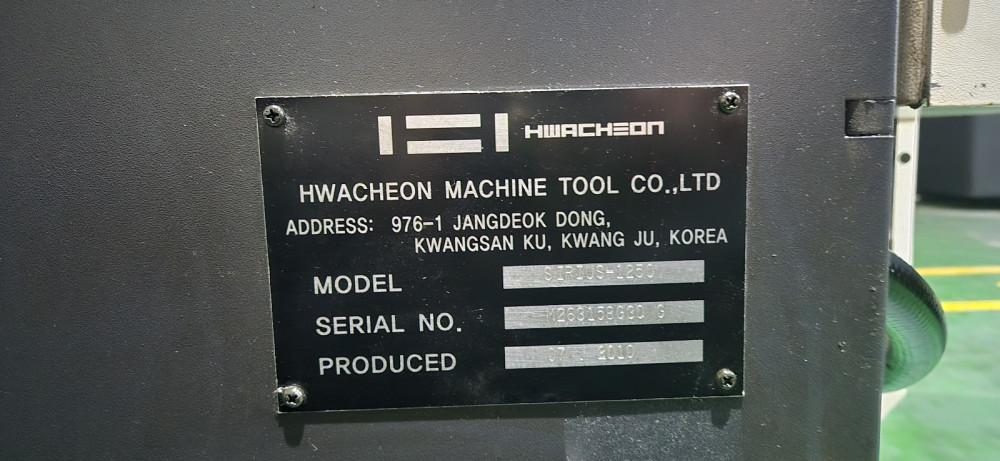 HWACHEON
HWACHEON MACHINE TOOL CO.,LTD
ADDRESS: 976-1 JANGDEOK DONG,
KWANGSAN KU, KWANG JU, KOREA
MODEL SIRIUS-1250
SERIAL NO.
PRODUCED 07 . 2010